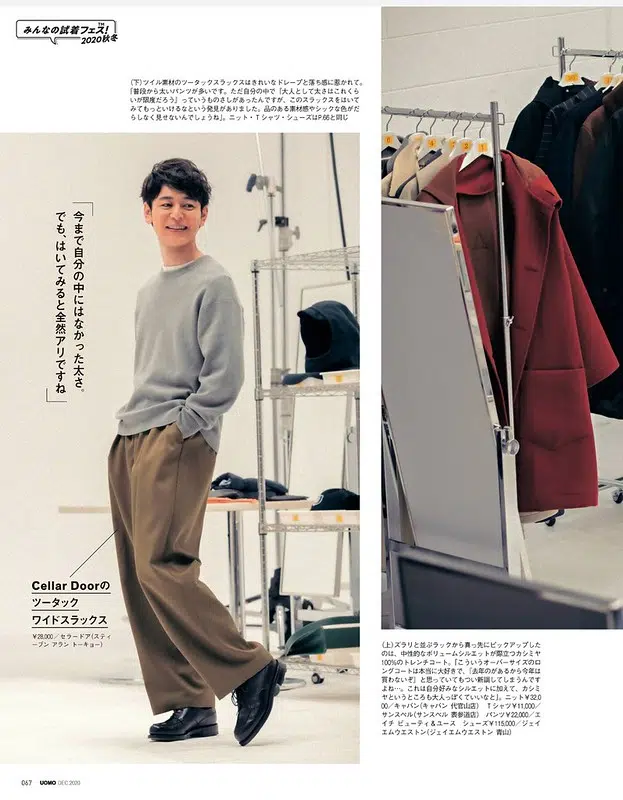 みんなの試着フェス!™
2020秋冬
(下)ツイル素材のツータックスラックスはきれいなドレープと落ち感に惹かれて。
「普段から太いパンツが多いです。ただ自分の中で『大人として太さはこれくら
いが限度だろう』っていうものさしがあったんですが、このスラックスをはいて
みてもっといけるなという発見がありました。品のある素材感やシックな色がだ
らしなく見せないんでしょうね」。ニット・Tシャツ・シューズはP.66と同じ
今まで自分の中にはなかった太さ。
でも、はいてみると全然アリですね
Cellar Doorの
ツータック
ワイドスラックス
¥28,000/セラードア(スティ
ーブン アラン トーキョー)
(上)ズラリと並ぶラックから真っ先にピックアップした
のは、中性的なボリュームシルエットが際立つカシミヤ
100%のトレンチコート。「こういうオーバーサイズのロ
ングコートは本当に大好きで、『去年のがあるから今年は
買わないぞ』と思っていてもつい新調してしまうんです
よね…。これは自分好みなシルエットに加えて、カシミ
ヤというところも大人っぽくていいなと」。ニット¥32,0
00/キャバン(キャバン 代官山店) Tシャツ¥11,000/
サンスペル(サンスペル 表参道店) パンツ¥22,000/エ
イチ ビューティ&ユース シューズ¥115,000/ジェイ
エムウエストン(ジェイエムウエストン 青山)
067 UOMO DEC.2020